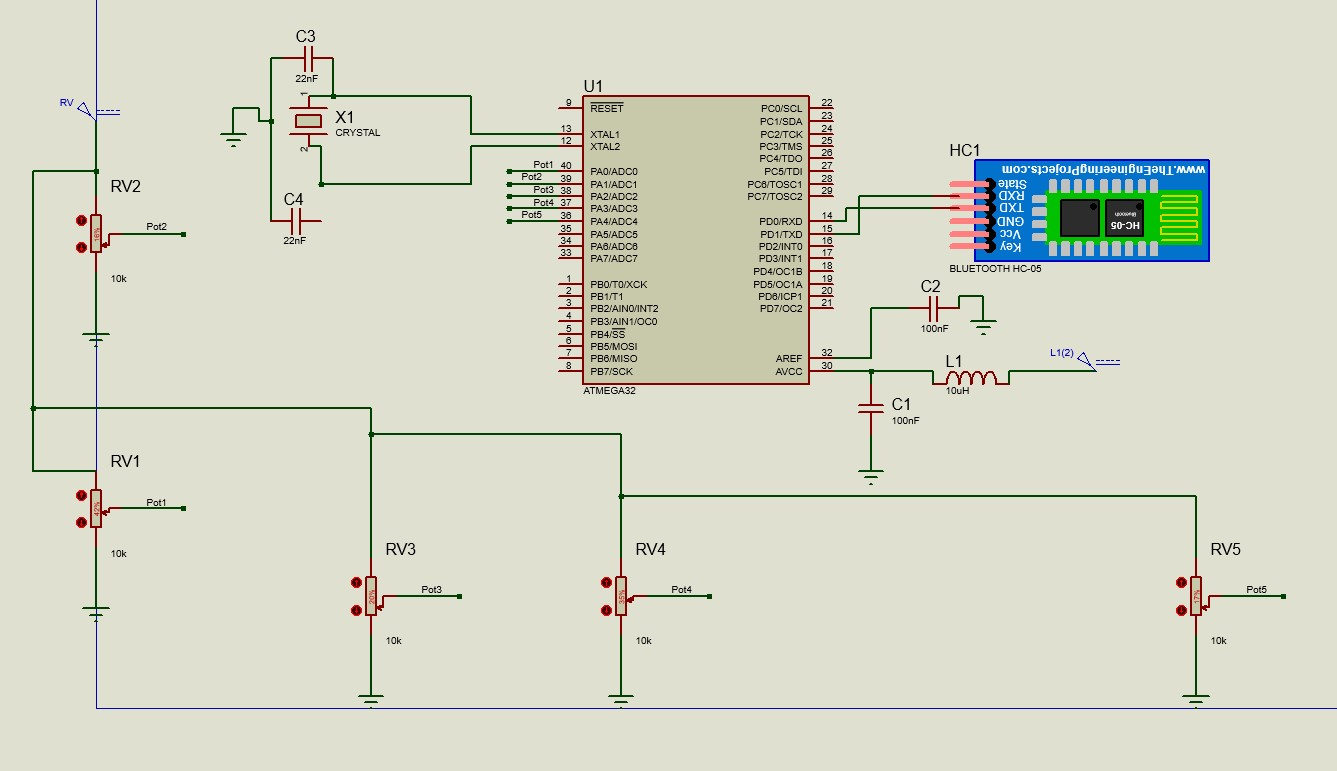 C3
22nF
1
X1
CRYSTAL
2
C4
22nF
RV
RV2
16%
Pot2
10k
RV1
42%
Pot1
10k
U1
9 RESET
13 XTAL1
12 XTAL2
Pot1 40 PA0/ADC0
Pot2 39 PA1/ADC1
Pot3 38 PA2/ADC2
Pot4 37 PA3/ADC3
Pot5 36 PA4/ADC4
35 PA5/ADC5
34 PA6/ADC6
33 PA7/ADC7
1 PB0/T0/XCK
2 PB1/T1
3 PB2/AIN0/INT2
4 PB3/AIN1/OC0
5 PB4/SS
6 PB5/MOSI
7 PB6/MISO
8 PB7/SCK
PC0/SCL 22
PC1/SDA 23
PC2/TCK 24
PC3/TMS 25
PC4/TDO 26
PC5/TDI 27
PC6/TOSC1 28
PC7/TOSC2 29
PD0/RXD 14
PD1/TXD 15
PD2/INT0 16
PD3/INT1 17
PD4/OC1B 18
PD5/OC1A 19
PD6/ICP1 20
PD7/OC2 21
AREF 32
AVCC 30
ATMEGA32
HC1
www.TheEngineeringProjects.com
State
RXD
TXD
GND
Vcc
Key
Bluetooth
HC-05
BLUETOOTH HC-05
C2
100nF
L1
10uH
L1(2)
C1
100nF
RV3
20%
Pot3
10k
RV4
35%
Pot4
10k
RV5
17%
Pot5
10k